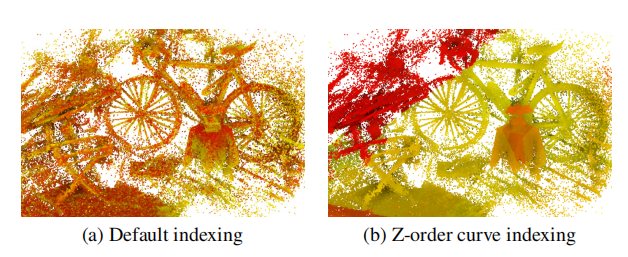 (a) Default indexing
(b) Z-order curve indexing